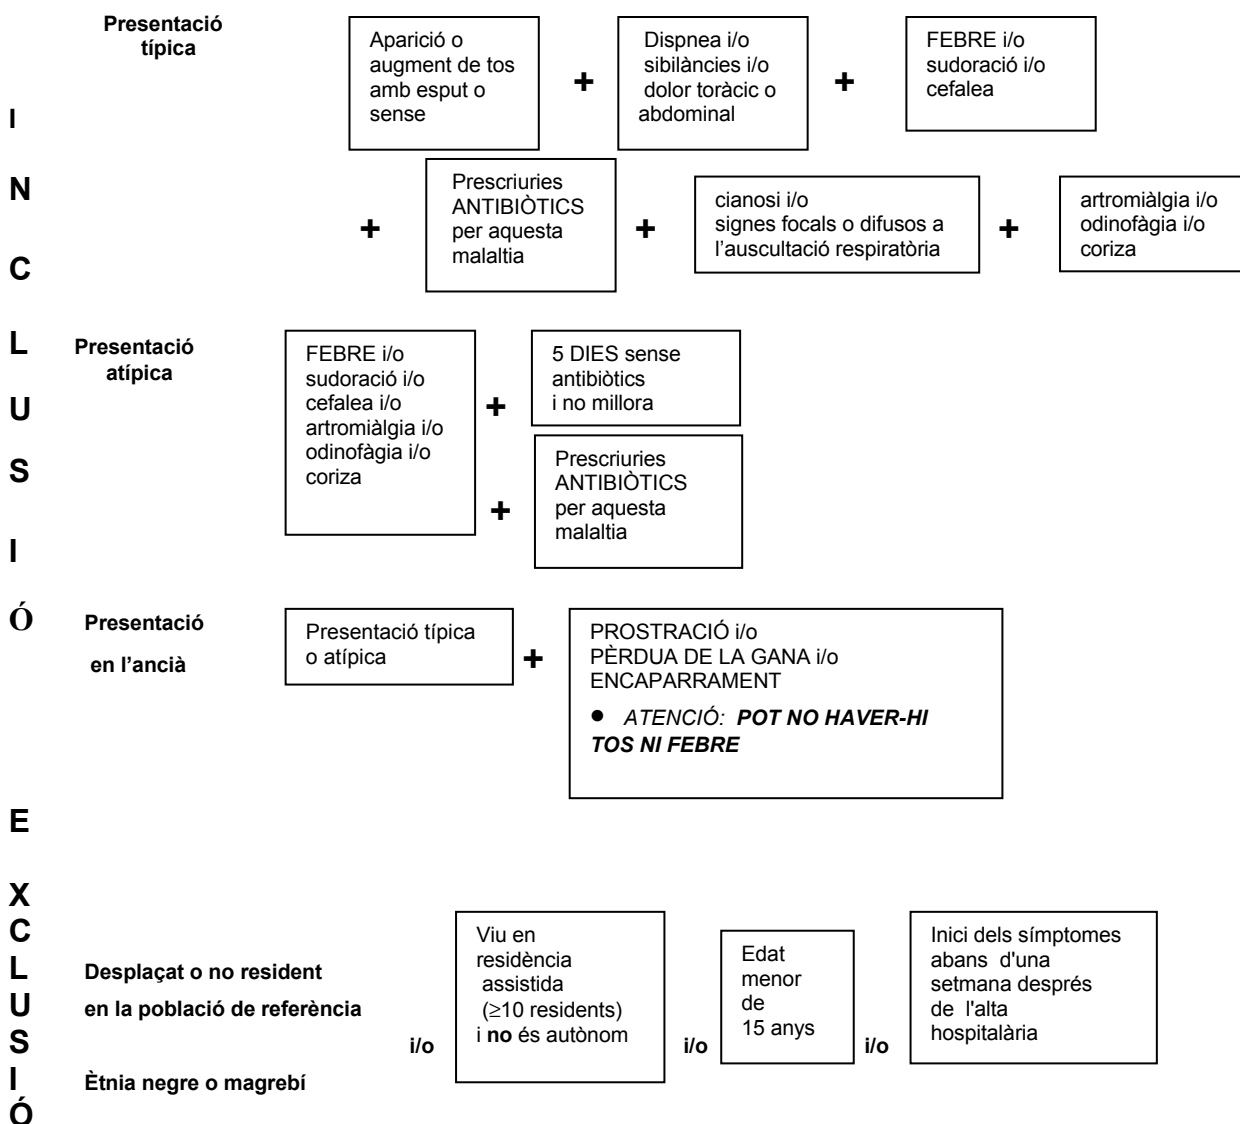 Presentació
típica
Aparició o
augment de tos
amb esput o
sense
+
Dispnea i/o
sibilàncies i/o
dolor toràcic o
abdominal
+
FEBRE i/o
sudoració i/o
cefalea
+
Prescriuries
ANTIBIÒTICS
per aquesta
malaltia
+
cianosi i/o
signes focals o difusos a
l'auscultació respiratòria
+
artromiàlgia i/o
odinofàgia i/o
coriza
I
N
C
L
U
S
I
Ó
Presentació
atípica
FEBRE i/o
sudoració i/o
cefalea i/o
artromiàlgia i/o
odinofàgia i/o
coriza
+
5 DIES sense
antibiòtics
i no millora
+
Prescriuries
ANTIBIÒTICS
per aquesta
malaltia
Presentació
en l'ancià
Presentació típica
o atípica
+
PROSTRACIÓ i/o
PÈRDUA DE LA GANA i/o
ENCAPARRAMENT
• ATENCIÓ: POT NO HAVER-HI
TOS NI FEBRE
E
X
C
L
U
S
I
Ó
Desplaçat o no resident
en la població de referència
Ètnia negre o magrebí
i/o
Viu en
residència
assistida
(≥10 residents)
i no és autònom
i/o
Edat
menor
de
15 anys
i/o
Inici dels símptomes
abans d'una
setmana després
de l'alta
hospitalària